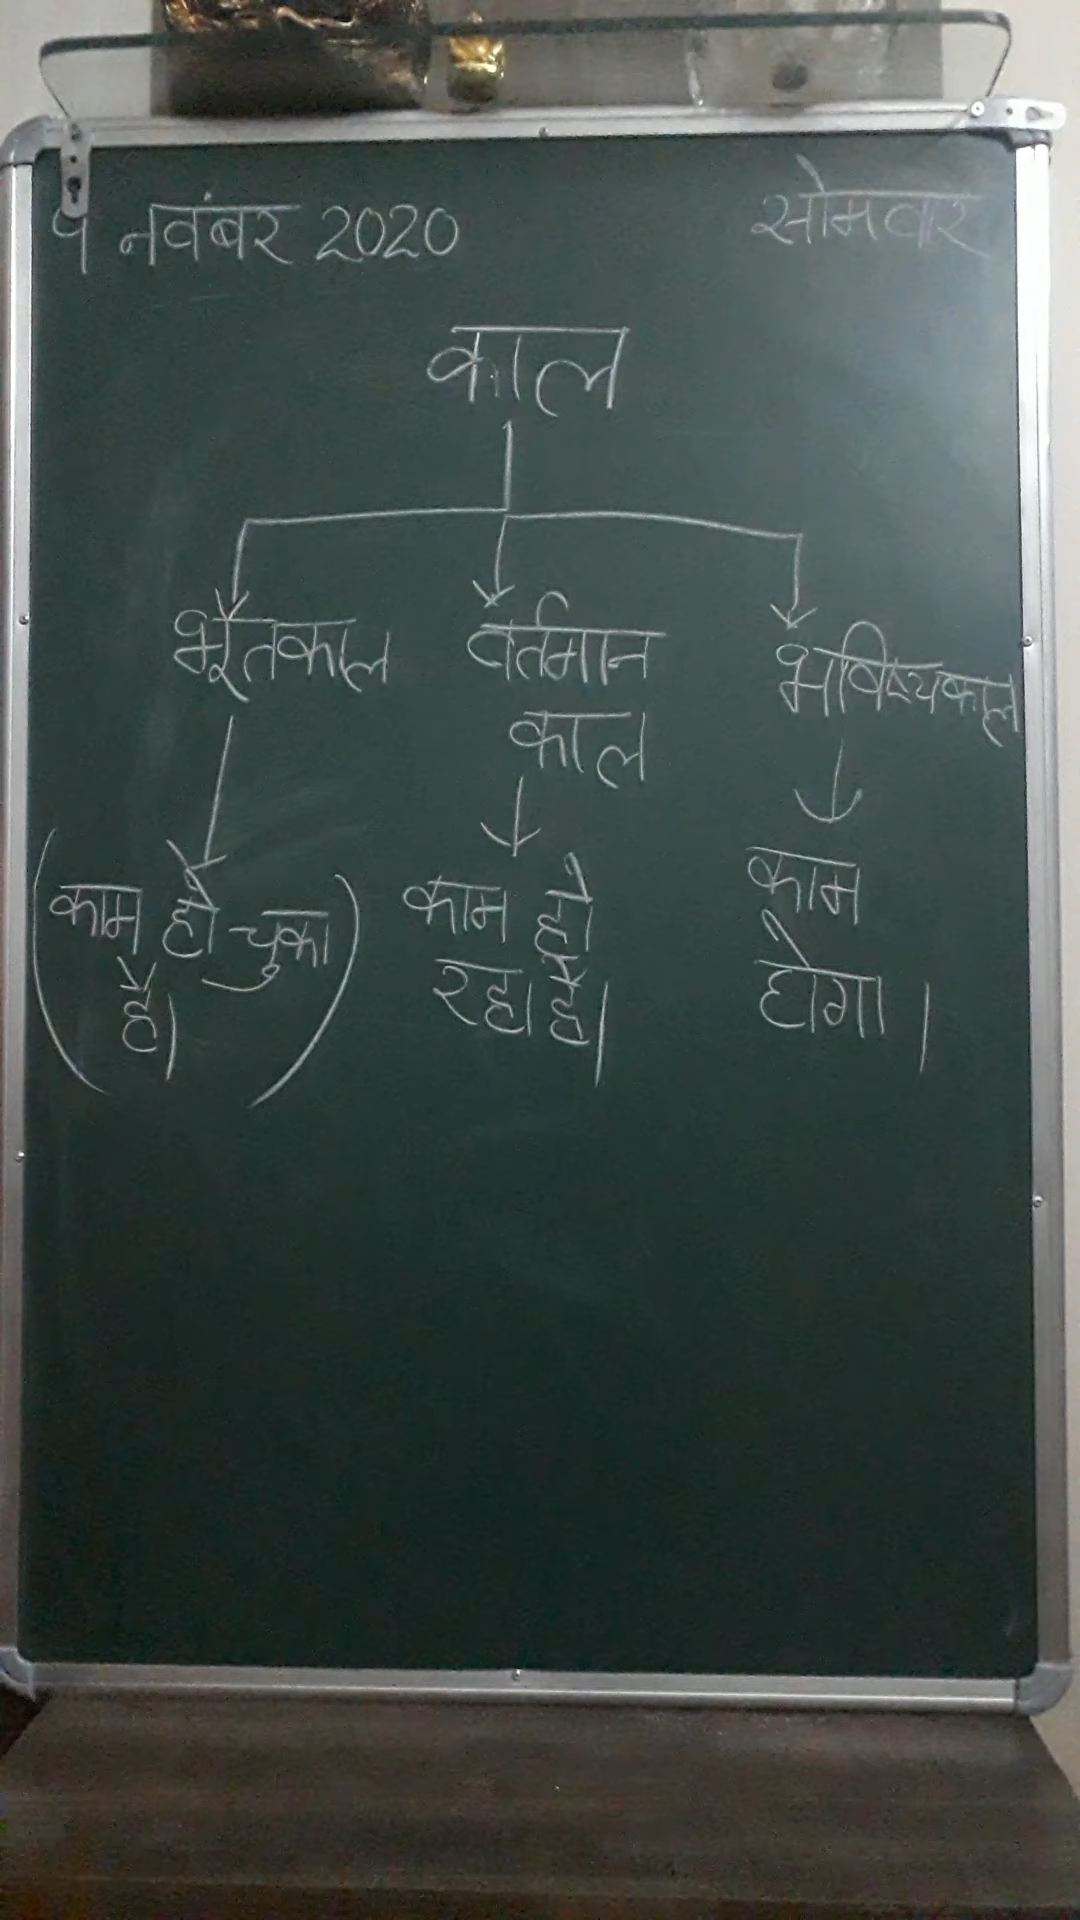 9 नवंबर 2020 सोमवार
काल
भूतकाल वर्तमान काल भविष्यकाल
(काम हो चुका है।) काम हो रहा है। काम होगा।